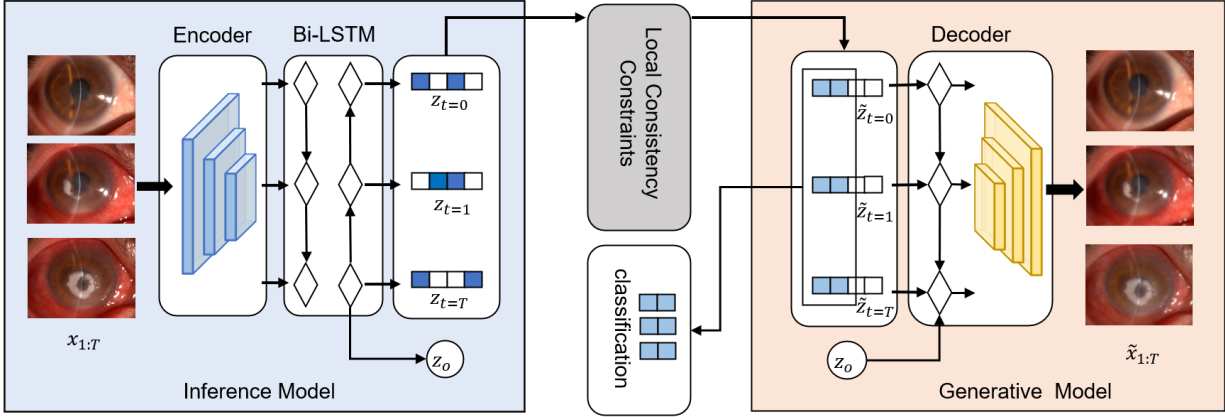 Encoder
Bi-LSTM
z_{t=0}
z_{t=1}
z_{t=T}
x_{1:T}
z_o
Inference Model
Local Consistency
Constraints
classification
Decoder
z̃_{t=0}
z̃_{t=1}
z̃_{t=T}
z_o
x̃_{1:T}
Generative Model